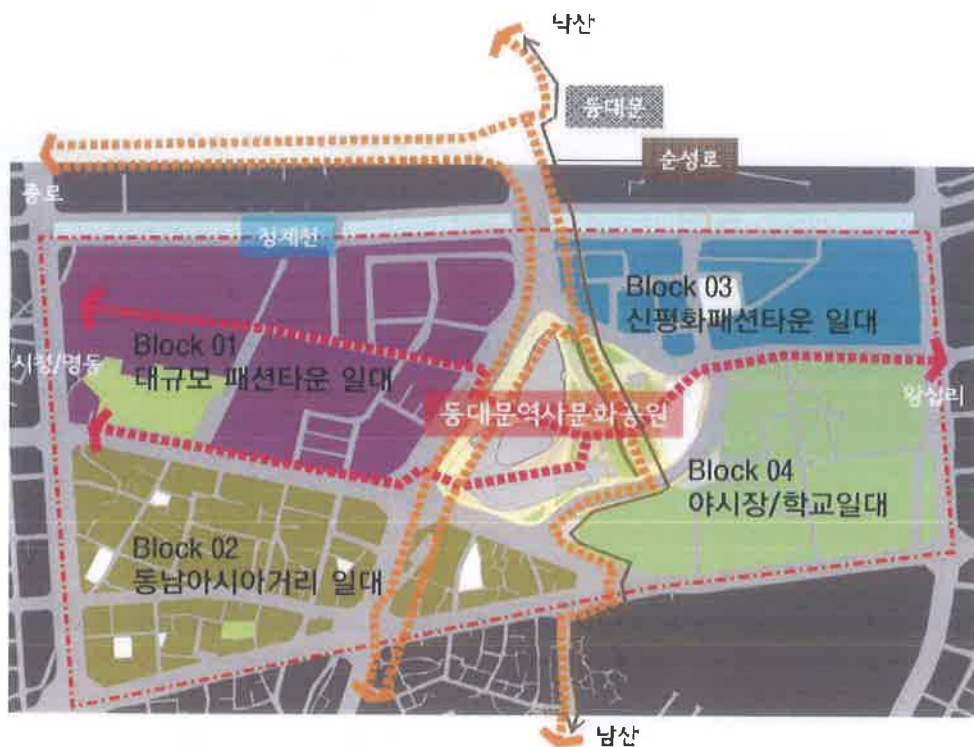 낙산
동대문
순성로
종로
청계천
Block 03
신평화패션타운 일대
Block 01
대규모 패션타운 일대
시청/명동
왕십리
동대문역사문화공원
Block 04
야시장/학교일대
Block 02
동남아시아거리 일대
남산